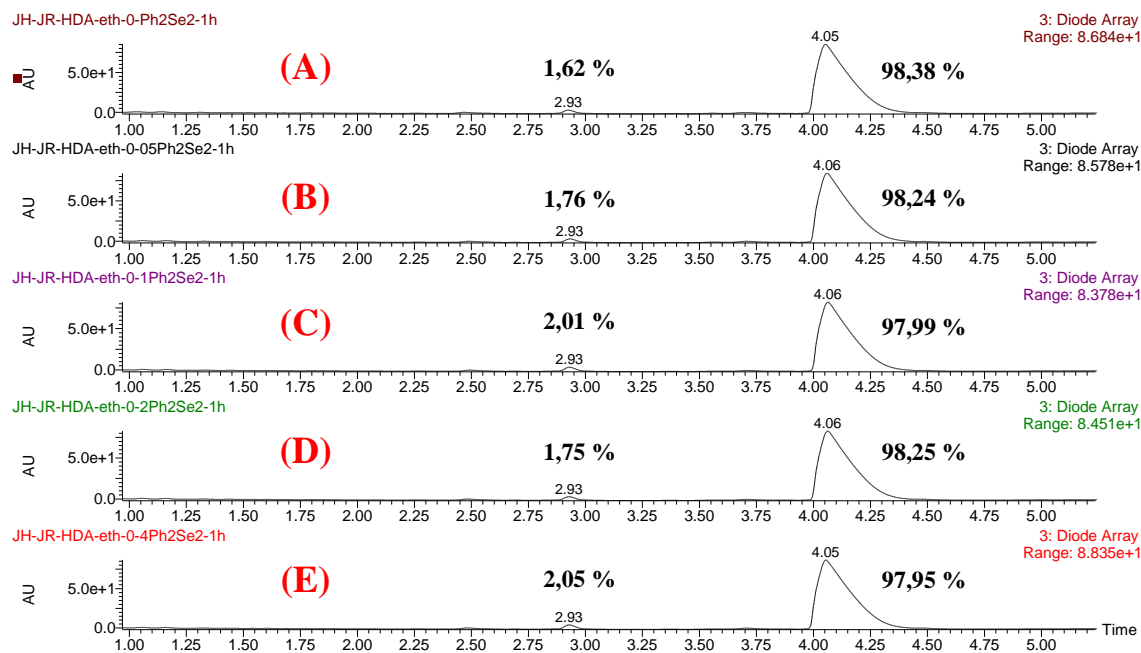 JH-JR-HDA-eth-0-Ph2Se2-1h 3: Diode Array
Range: 8.684e+1
4.05
(A) 1,62 % 98,38 %
AU 5.0e+1
2.93
0.0
1.00 1.25 1.50 1.75 2.00 2.25 2.50 2.75 3.00 3.25 3.50 3.75 4.00 4.25 4.50 4.75 5.00
JH-JR-HDA-eth-0-05Ph2Se2-1h 3: Diode Array
Range: 8.578e+1
4.06
(B) 1,76 % 98,24 %
AU 5.0e+1
2.93
0.0
1.00 1.25 1.50 1.75 2.00 2.25 2.50 2.75 3.00 3.25 3.50 3.75 4.00 4.25 4.50 4.75 5.00
JH-JR-HDA-eth-0-1Ph2Se2-1h 3: Diode Array
Range: 8.378e+1
4.06
(C) 2,01 % 97,99 %
AU 5.0e+1
2.93
0.0
1.00 1.25 1.50 1.75 2.00 2.25 2.50 2.75 3.00 3.25 3.50 3.75 4.00 4.25 4.50 4.75 5.00
JH-JR-HDA-eth-0-2Ph2Se2-1h 3: Diode Array
Range: 8.451e+1
4.06
(D) 1,75 % 98,25 %
AU 5.0e+1
2.93
0.0
1.00 1.25 1.50 1.75 2.00 2.25 2.50 2.75 3.00 3.25 3.50 3.75 4.00 4.25 4.50 4.75 5.00
JH-JR-HDA-eth-0-4Ph2Se2-1h 3: Diode Array
Range: 8.835e+1
4.05
(E) 2,05 % 97,95 %
AU 5.0e+1
2.93
0.0 Time
1.00 1.25 1.50 1.75 2.00 2.25 2.50 2.75 3.00 3.25 3.50 3.75 4.00 4.25 4.50 4.75 5.00